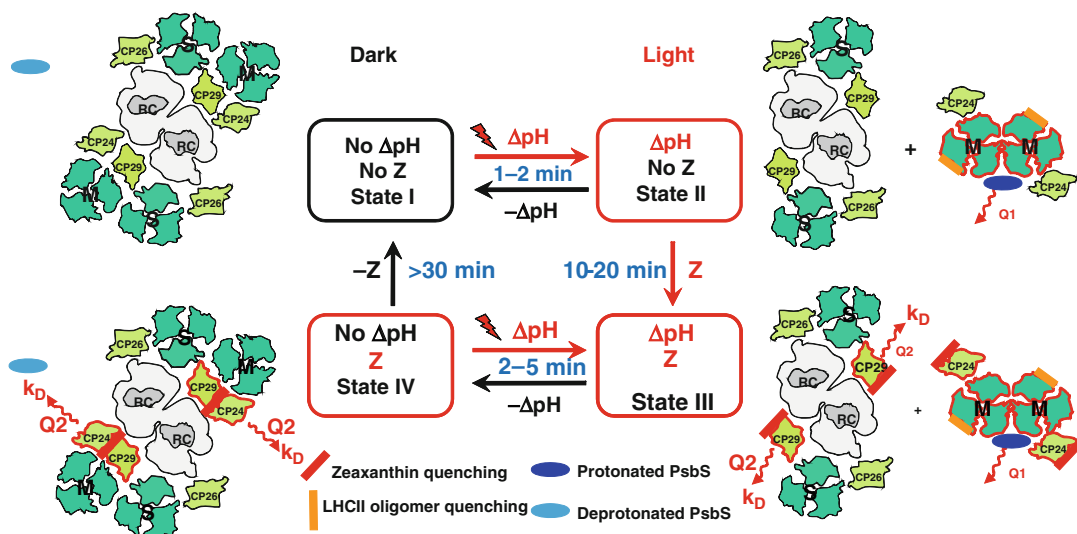 Dark
Light
CP26
S
M
CP29
CP24
RC
RC
CP24
CP29
M
S
CP26
No ΔpH
No Z
State I
ΔpH
1–2 min
–ΔpH
ΔpH
No Z
State II
CP26
S
CP29
RC
RC
CP29
S
CP26
+
CP24
M
M
CP24
Q1
–Z
>30 min
10-20 min
Z
No ΔpH
Z
State IV
ΔpH
2–5 min
–ΔpH
ΔpH
Z
State III
CP26
S
M
CP29
CP24
RC
RC
kD
Q2
CP24
CP29
Q2
kD
M
S
CP26
S
CP26
kD
Q2
CP29
RC
RC
CP29
Q2
kD
S
CP26
+
CP24
M
M
CP24
Q1
Zeaxanthin quenching
Protonated PsbS
LHCII oligomer quenching
Deprotonated PsbS